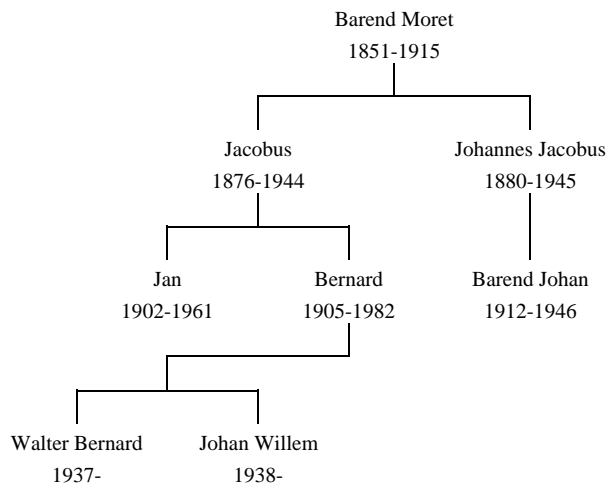 Barend Moret
1851-1915
Jacobus
Johannes Jacobus
1876-1944
1880-1945
Jan
Bernard
Barend Johan
1902-1961
1905-1982
1912-1946
Walter Bernard
Johan Willem
1937-
1938-